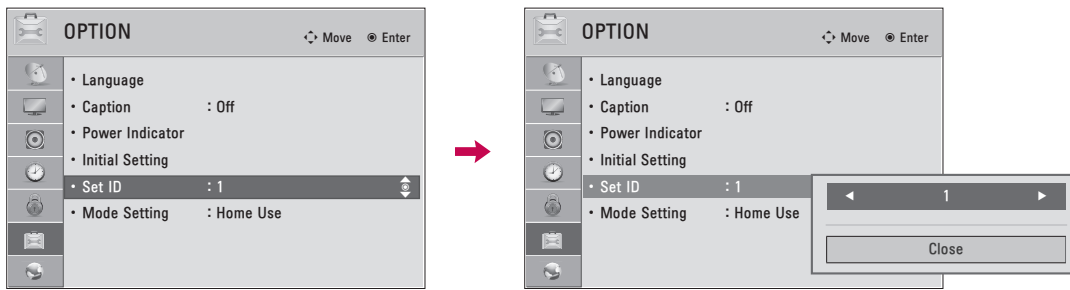 OPTION Move Enter
• Language
• Caption : Off
• Power Indicator
• Initial Setting
• Set ID : 1
• Mode Setting : Home Use
OPTION Move Enter
• Language
• Caption : Off
• Power Indicator
• Initial Setting
• Set ID : 1
• Mode Setting : Home Use
◀ 1 ▶
Close